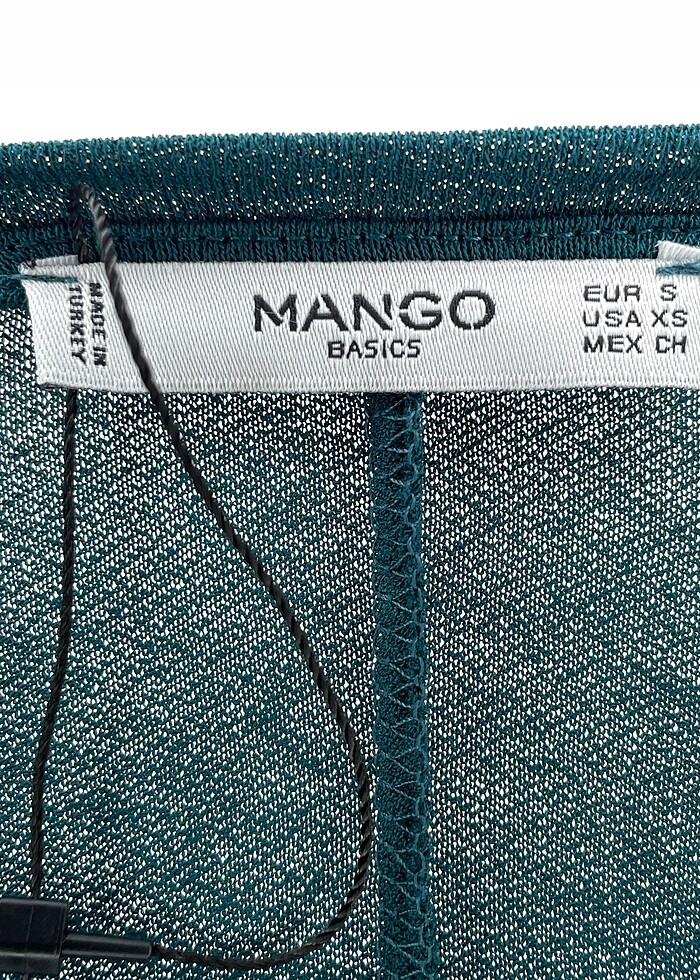 MADE IN
TURKEY
MANGO
BASICS
EUR S
USA XS
MEX CH